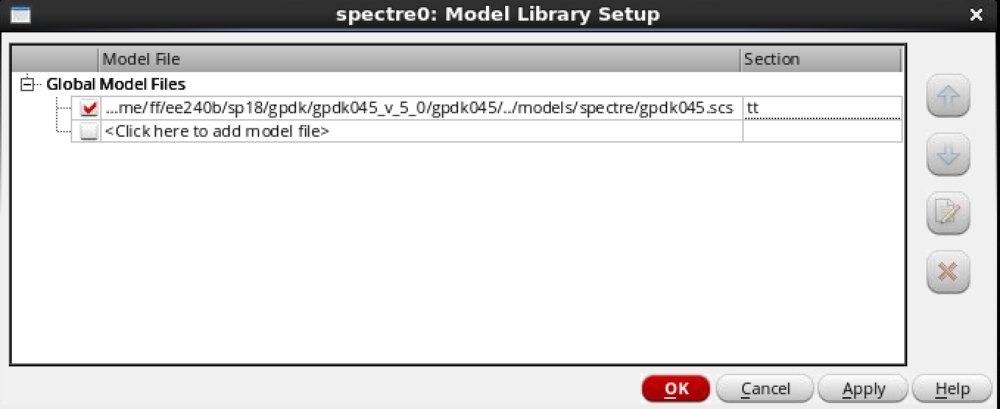 spectre0: Model Library Setup
Model File Section
Global Model Files
...me/ff/ee240b/sp18/gpdk/gpdk045_v_5_0/gpdk045/../models/spectre/gpdk045.scs tt
<Click here to add model file>
OK Cancel Apply Help